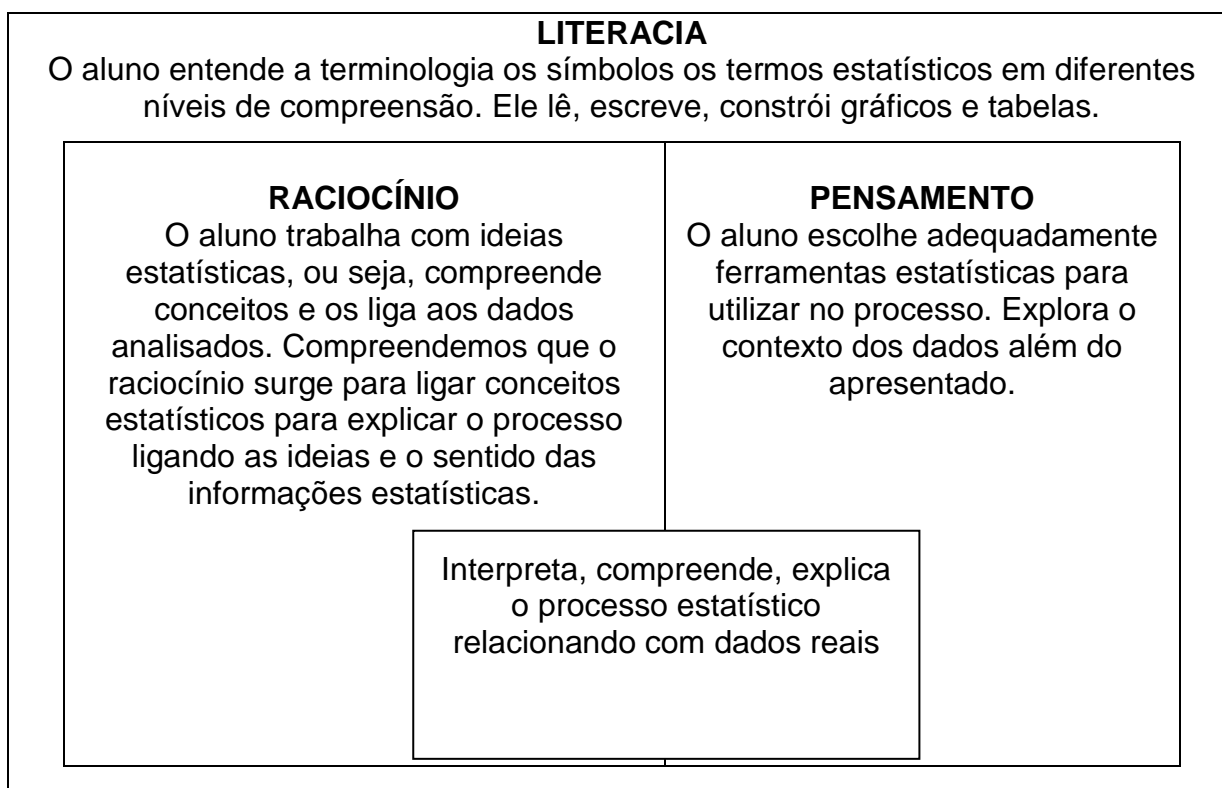 LITERACIA
O aluno entende a terminologia os símbolos os termos estatísticos em diferentes
níveis de compreensão. Ele lê, escreve, constrói gráficos e tabelas.
RACIOCÍNIO
O aluno trabalha com ideias
estatísticas, ou seja, compreende
conceitos e os liga aos dados
analisados. Compreendemos que o
raciocínio surge para ligar conceitos
estatísticos para explicar o processo
ligando as ideias e o sentido das
informações estatísticas.
PENSAMENTO
O aluno escolhe adequadamente
ferramentas estatísticas para
utilizar no processo. Explora o
contexto dos dados além do
apresentado.
Interpreta, compreende, explica
o processo estatístico
relacionando com dados reais